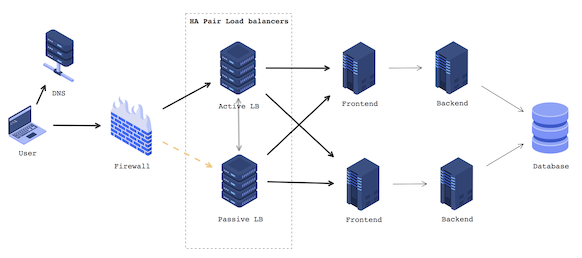 HA Pair Load balancers
DNS
Active LB
Frontend
Backend
User
Firewall
Database
Passive LB
Frontend
Backend